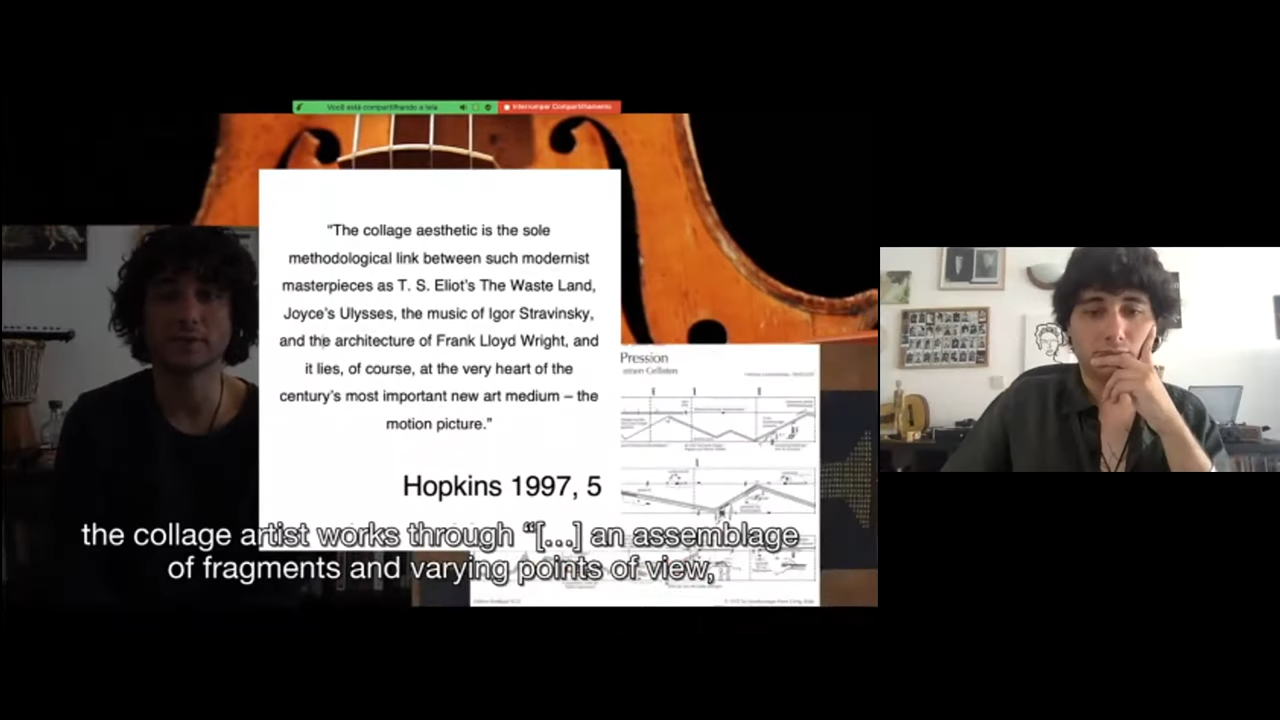 Você está compartilhando a tela
Interromper Compartilhamento
“The collage aesthetic is the sole
methodological link between such modernist
masterpieces as T. S. Eliot’s The Waste Land,
Joyce’s Ulysses, the music of Igor Stravinsky,
and the architecture of Frank Lloyd Wright, and
it lies, of course, at the very heart of the
century’s most important new art medium – the
motion picture.”
Hopkins 1997, 5
Pression
einen Cellisten
the collage artist works through “[...] an assemblage
of fragments and varying points of view,